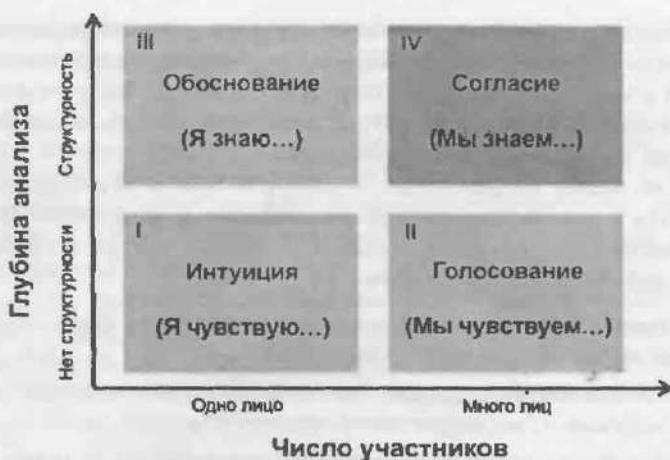 Глубина анализа
Структурность
Нет структурности
III
Обоснование
(Я знаю...)
IV
Согласие
(Мы знаем...)
I
Интуиция
(Я чувствую...)
II
Голосование
(Мы чувствуем...)
Одно лицо
Много лиц
Число участников